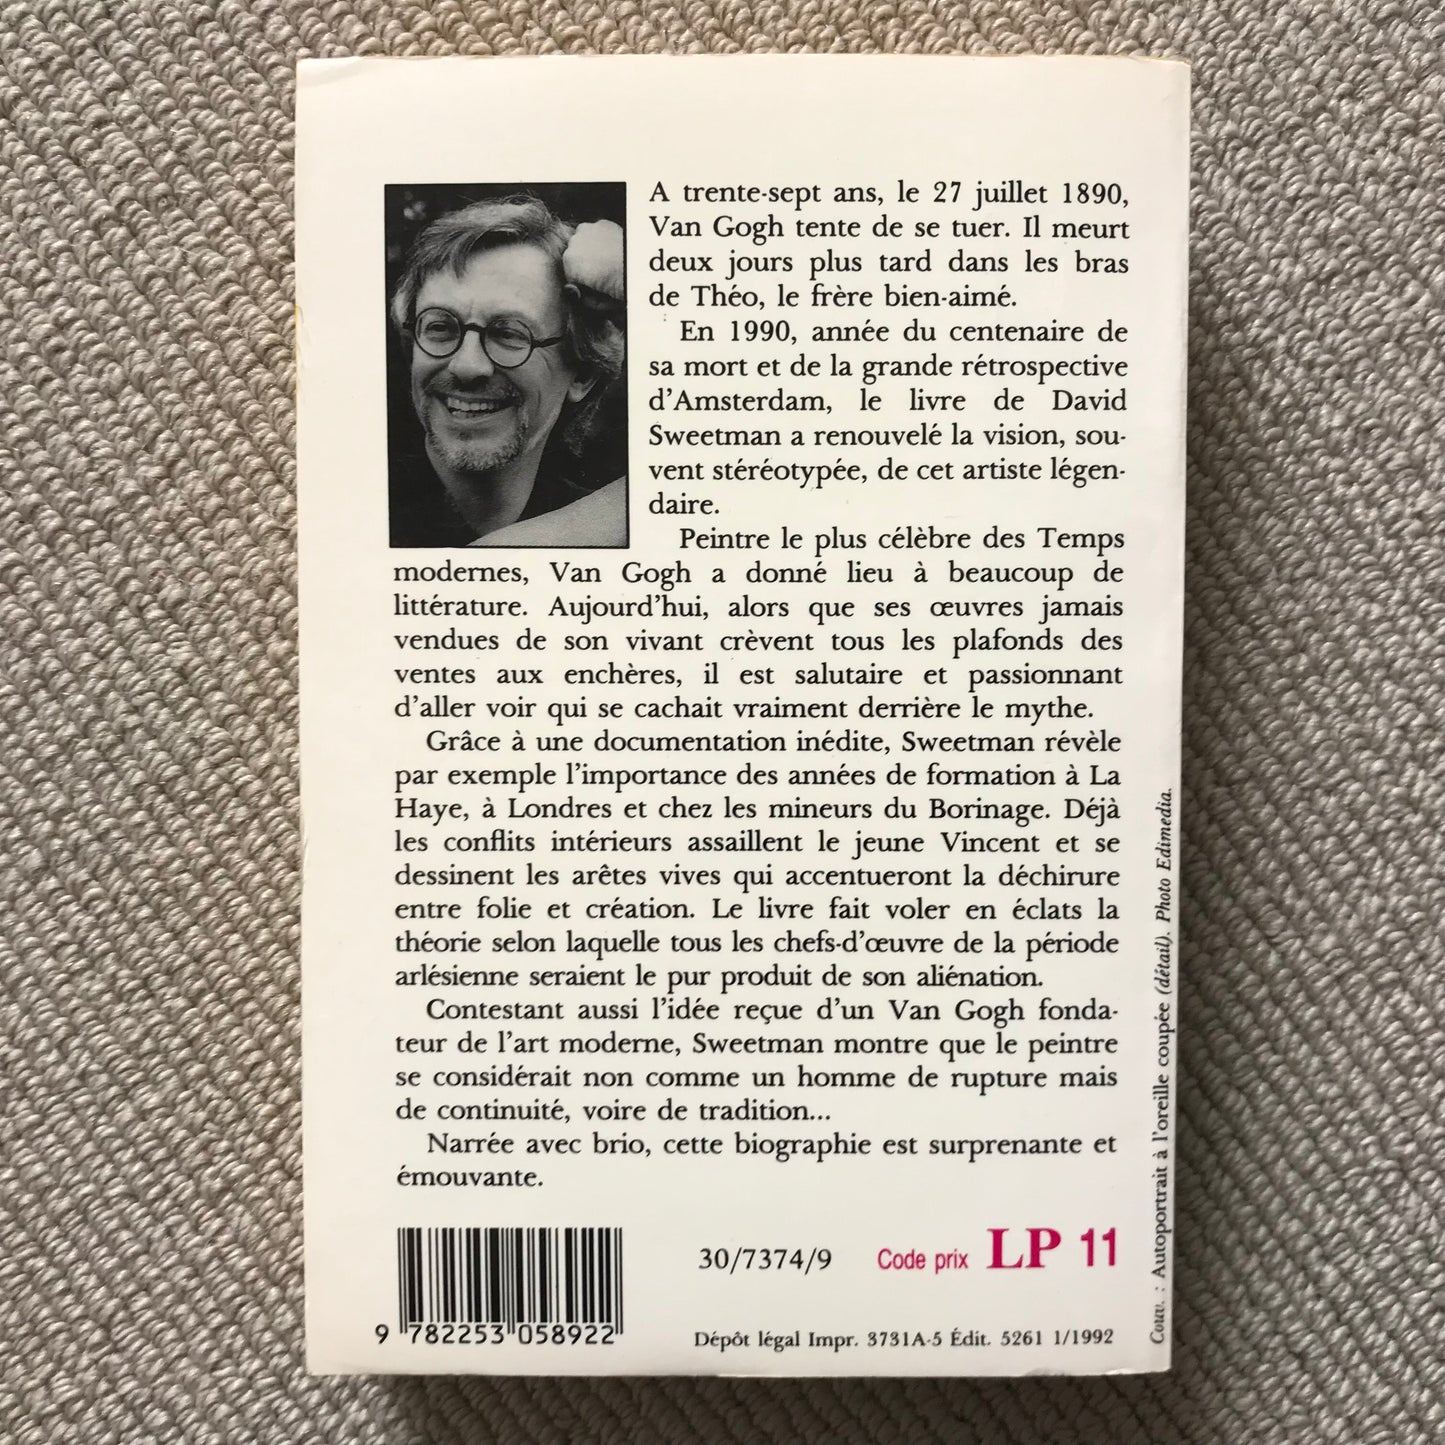 A trente-sept ans, le 27 juillet 1890,
Van Gogh tente de se tuer. Il meurt
deux jours plus tard dans les bras
de Théo, le frère bien-aimé.
En 1990, année du centenaire de
sa mort et de la grande rétrospective
d'Amsterdam, le livre de David
Sweetman a renouvelé la vision, sou-
vent stéréotypée, de cet artiste légen-
daire.
Peintre le plus célèbre des Temps
modernes, Van Gogh a donné lieu à beaucoup de
littérature. Aujourd'hui, alors que ses œuvres jamais
vendues de son vivant crèvent tous les plafonds des
ventes aux enchères, il est salutaire et passionnant
d'aller voir qui se cachait vraiment derrière le mythe.
Grâce à une documentation inédite, Sweetman révèle
par exemple l'importance des années de formation à La
Haye, à Londres et chez les mineurs du Borinage. Déjà
les conflits intérieurs assaillent le jeune Vincent et se
dessinent les arêtes vives qui accentueront la déchirure
entre folie et création. Le livre fait voler en éclats la
théorie selon laquelle tous les chefs-d'œuvre de la période
arlésienne seraient le pur produit de son aliénation.
Contestant aussi l'idée reçue d'un Van Gogh fonda-
teur de l'art moderne, Sweetman montre que le peintre
se considérait non comme un homme de rupture mais
de continuité, voire de tradition...
Narrée avec brio, cette biographie est surprenante et
émouvante.
9 782253 058922
30/7374/9 Code prix LP 11
Dépôt légal Impr. 3731A-5 Édit. 5261 1/1992
Couv. : Autoportrait à l'oreille coupée (détail). Photo Edimedia.